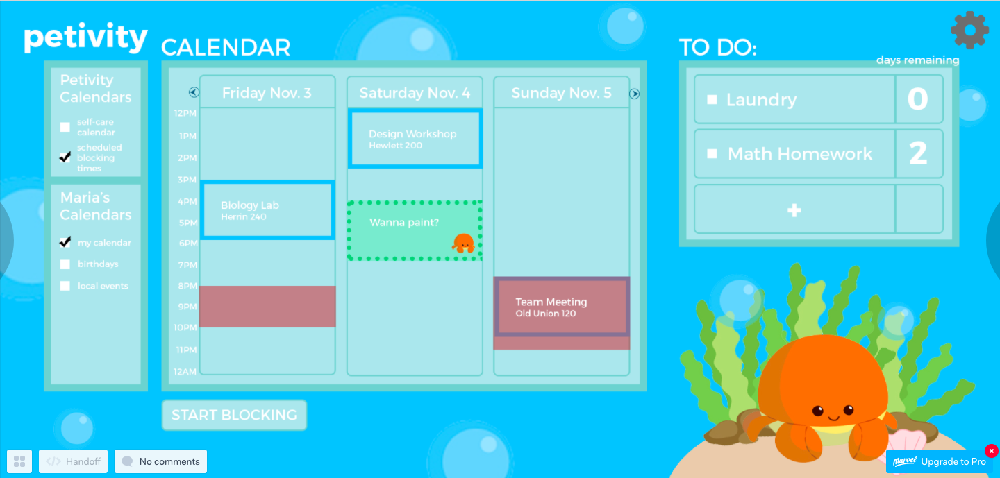 petivity
CALENDAR
TO DO:
days remaining
Petivity
Calendars
self-care
calendar
scheduled
blocking
times
Maria's
Calendars
my calendar
birthdays
local events
Friday Nov. 3
Saturday Nov. 4
Sunday Nov. 5
12PM
1PM
2PM
3PM
4PM
5PM
6PM
7PM
8PM
9PM
10PM
11PM
12AM
Biology Lab
Herrin 240
Design Workshop
Hewlett 200
Wanna paint?
Team Meeting
Old Union 120
Laundry
0
Math Homework
2
+
START BLOCKING
</> Handoff
No comments
Marvel Upgrade to Pro